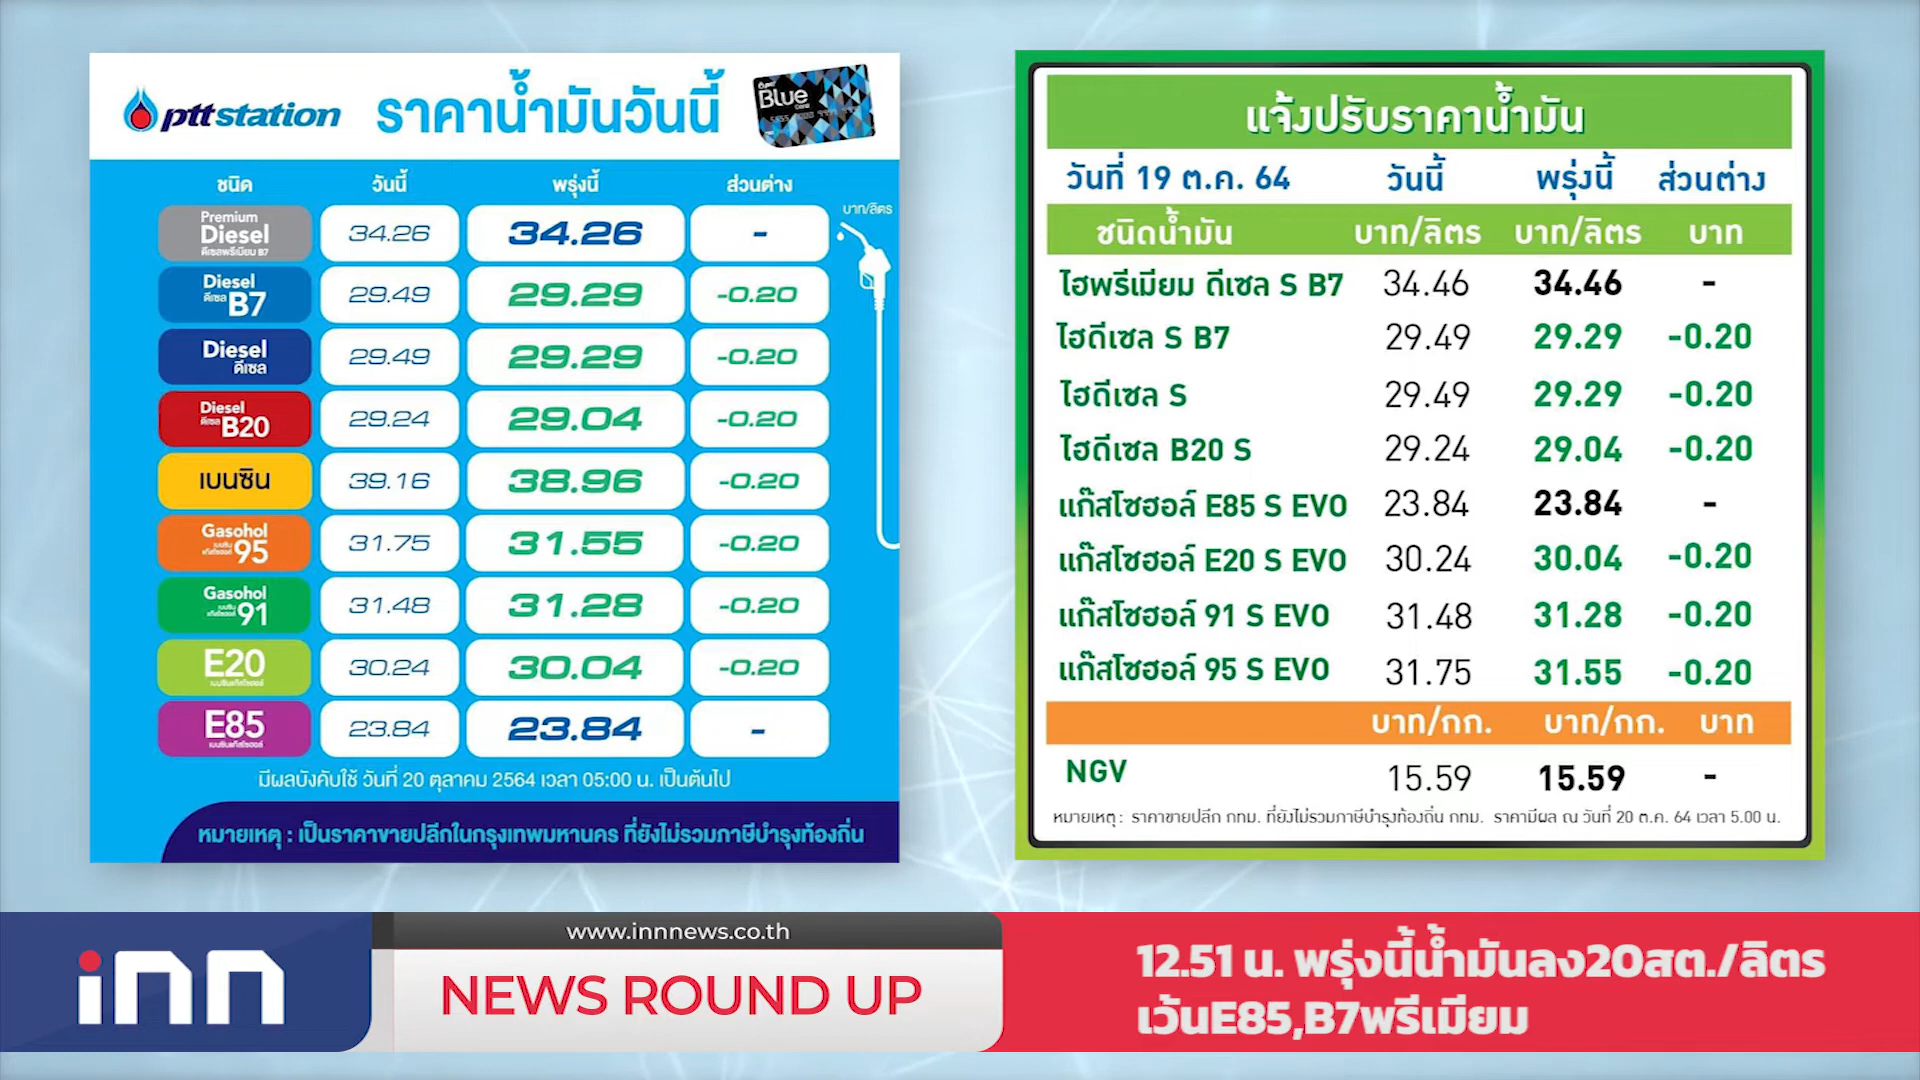 pttstation ราคาน้ำมันวันนี้ Blue
ชนิด วันนี้ พรุ่งนี้ ส่วนต่าง
บาท/ลิตร
Premium Diesel ดีเซลพรีเมียม B7 34.26 34.26 -
Diesel ดีเซล B7 29.49 29.29 -0.20
Diesel ดีเซล 29.49 29.29 -0.20
Diesel ดีเซล B20 29.24 29.04 -0.20
เบนซิน 39.16 38.96 -0.20
Gasohol 95 31.75 31.55 -0.20
Gasohol 91 31.48 31.28 -0.20
E20 30.24 30.04 -0.20
E85 23.84 23.84 -
มีผลบังคับใช้ วันที่ 20 ตุลาคม 2564 เวลา 05:00 น. เป็นต้นไป
หมายเหตุ : เป็นราคาขายปลีกในกรุงเทพมหานคร ที่ยังไม่รวมภาษีบำรุงท้องถิ่น
แจ้งปรับราคาน้ำมัน
วันที่ 19 ต.ค. 64 วันนี้ พรุ่งนี้ ส่วนต่าง
ชนิดน้ำมัน บาท/ลิตร บาท/ลิตร บาท
ไฮพรีเมียม ดีเซล S B7 34.46 34.46 -
ไฮดีเซล S B7 29.49 29.29 -0.20
ไฮดีเซล S 29.49 29.29 -0.20
ไฮดีเซล B20 S 29.24 29.04 -0.20
แก๊สโซฮอล์ E85 S EVO 23.84 23.84 -
แก๊สโซฮอล์ E20 S EVO 30.24 30.04 -0.20
แก๊สโซฮอล์ 91 S EVO 31.48 31.28 -0.20
แก๊สโซฮอล์ 95 S EVO 31.75 31.55 -0.20
บาท/กก. บาท/กก. บาท
NGV 15.59 15.59 -
หมายเหตุ : ราคาขายปลีก กทม. ที่ยังไม่รวมภาษีบำรุงท้องถิ่น กทม. ราคามีผล ณ วันที่ 20 ต.ค. 64 เวลา 5.00 น.
inn
www.innnews.co.th
NEWS ROUND UP
12.51 น. พรุ่งนี้น้ำมันลง20สต./ลิตร
เว้นE85,B7พรีเมียม